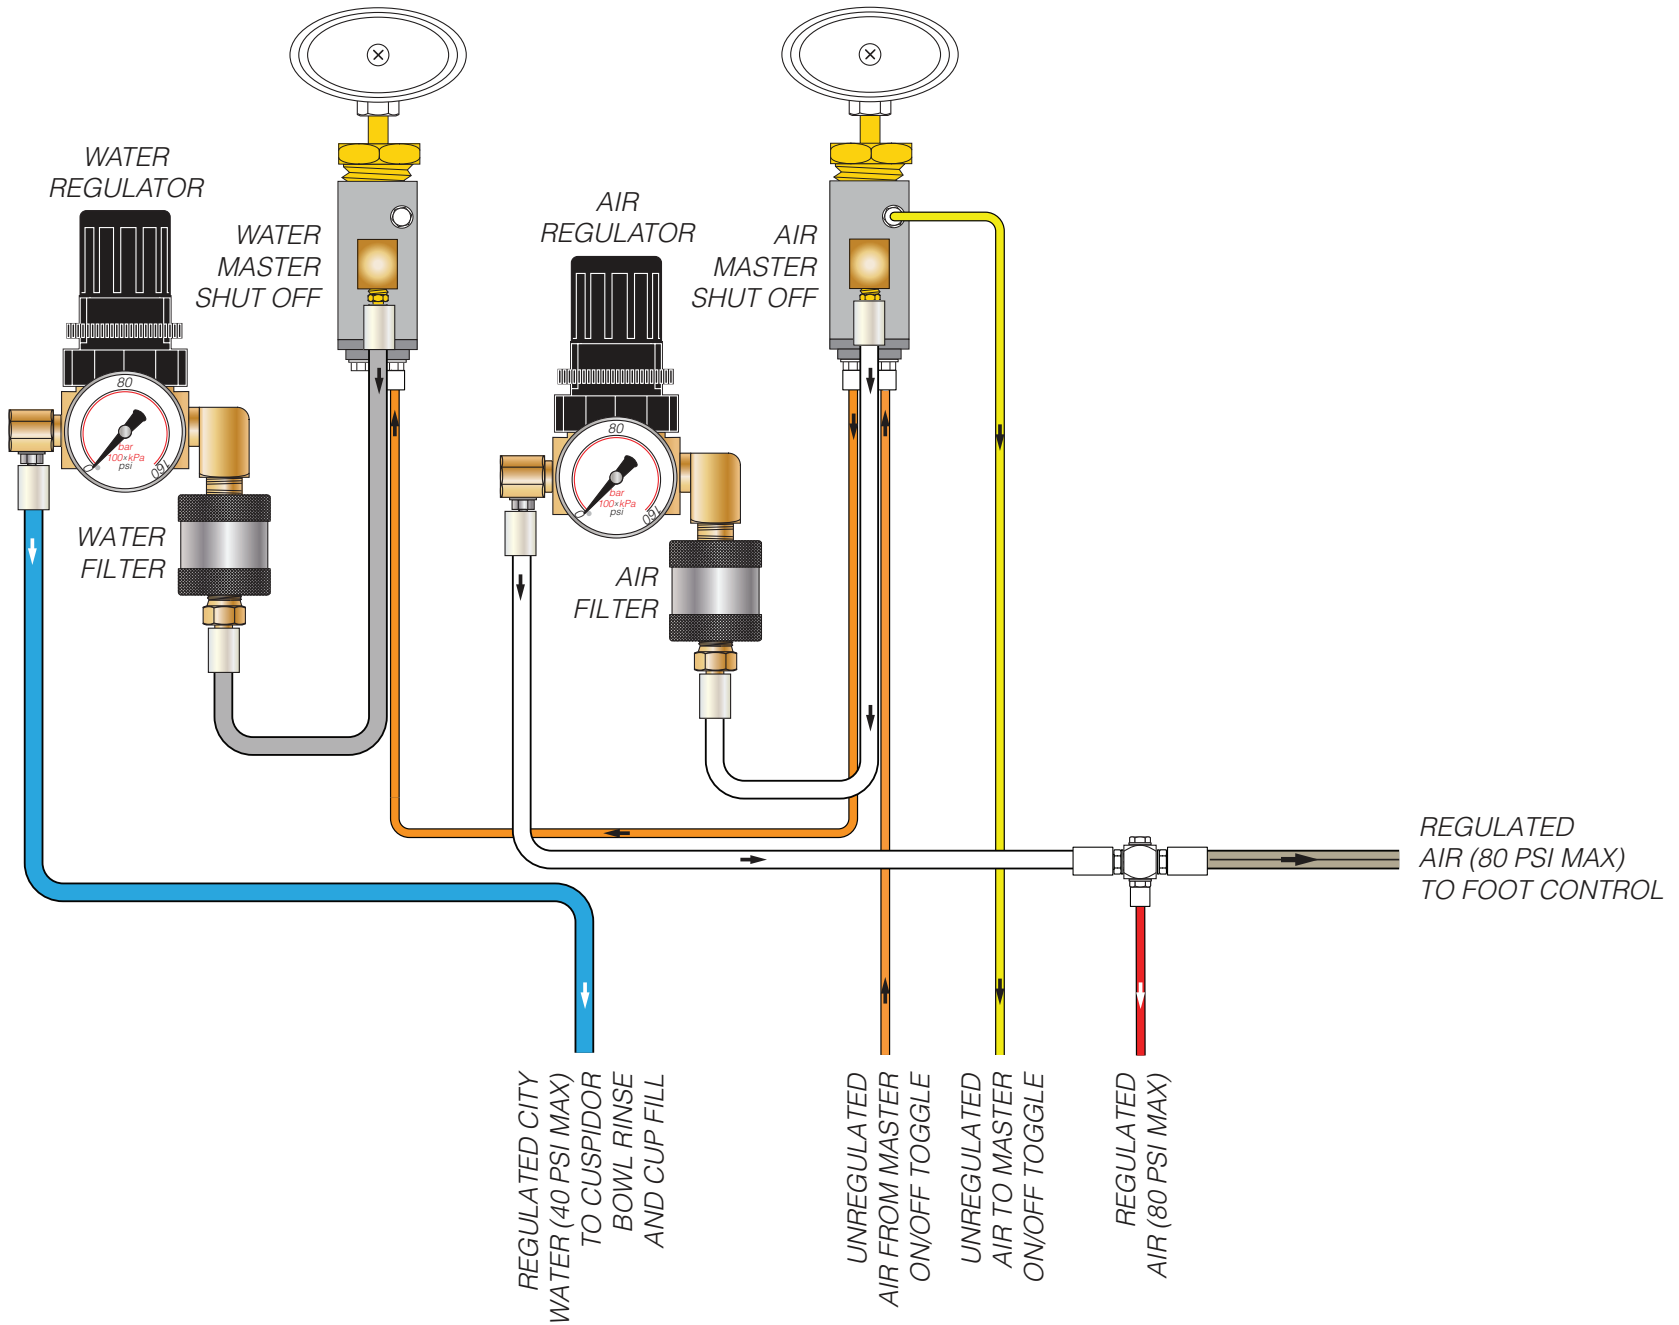 WATER
REGULATOR
WATER
MASTER
SHUT OFF
AIR
REGULATOR
AIR
MASTER
SHUT OFF
80
bar
100×kPa
psi
0
160
80
bar
100×kPa
psi
0
160
WATER
FILTER
AIR
FILTER
REGULATED
AIR (80 PSI MAX)
TO FOOT CONTROL
REGULATED CITY
WATER (40 PSI MAX)
TO CUSPIDOR
BOWL RINSE
AND CUP FILL
UNREGULATED
AIR FROM MASTER
ON/OFF TOGGLE
UNREGULATED
AIR TO MASTER
ON/OFF TOGGLE
REGULATED
AIR (80 PSI MAX)